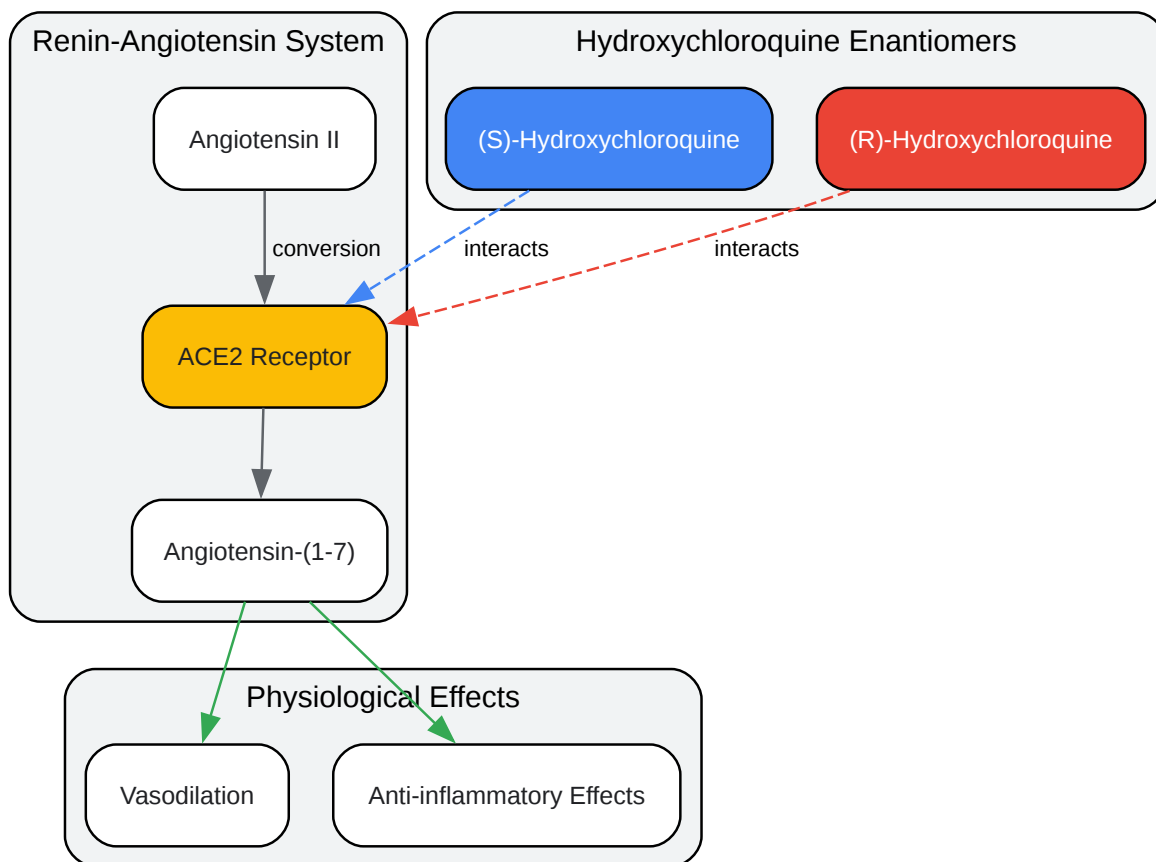 Renin-Angiotensin System
Hydroxychloroquine Enantiomers
Angiotensin II
(S)-Hydroxychloroquine
(R)-Hydroxychloroquine
conversion
interacts
interacts
ACE2 Receptor
Angiotensin-(1-7)
Physiological Effects
Vasodilation
Anti-inflammatory Effects